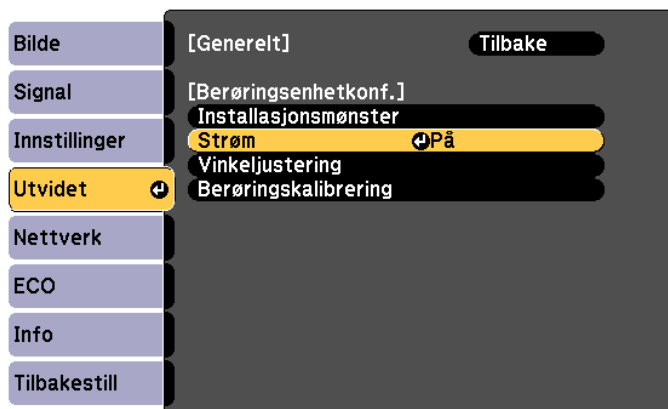 Bilde
Signal
Innstillinger
Utvidet
Nettverk
ECO
Info
Tilbakestill
[Generelt] Tilbake
[Berøringsenhetkonf.]
Installasjonsmønster
Strøm På
Vinkeljustering
Berøringskalibrering